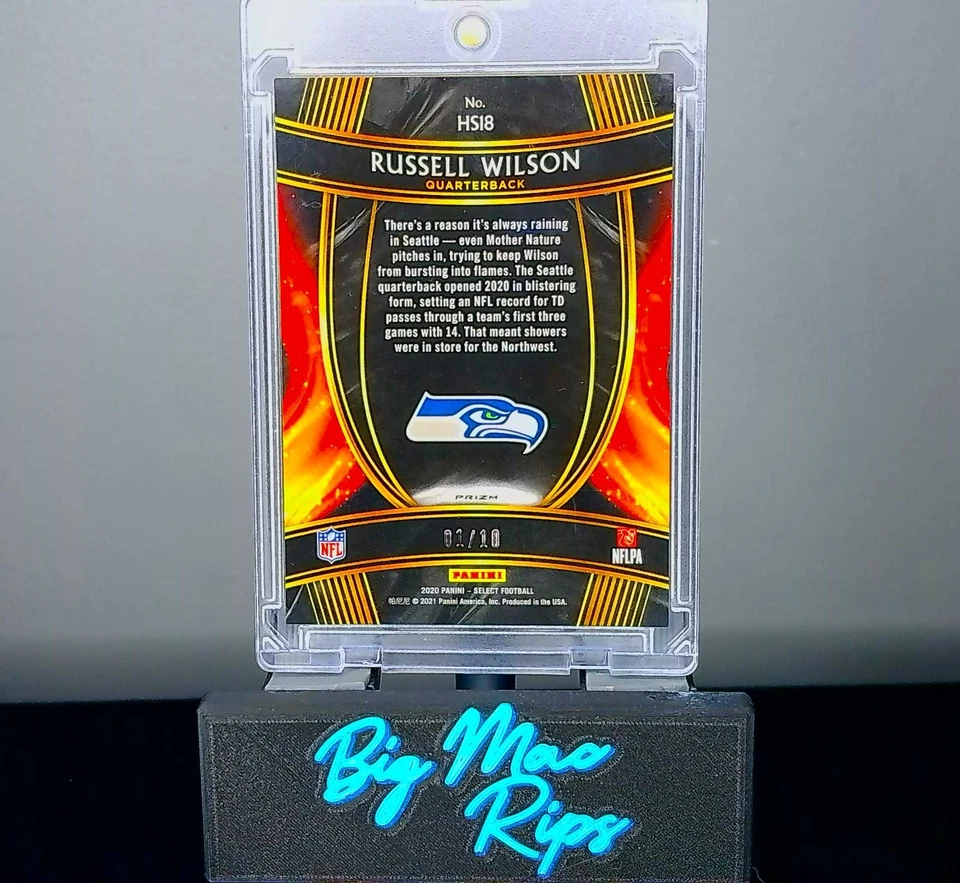 No.
HS18
RUSSELL WILSON
QUARTERBACK
There's a reason it's always raining
in Seattle — even Mother Nature
pitches in, trying to keep Wilson
from bursting into flames. The Seattle
quarterback opened 2020 in blistering
form, setting an NFL record for TD
passes through a team's first three
games with 14. That meant showers
were in store for the Northwest.
PRIZM
01/10
NFL
NFLPA
PANINI
2020 PANINI – SELECT FOOTBALL
帕尼尼 © 2021 Panini America, Inc. Produced in the USA.
Big Mac
Rips